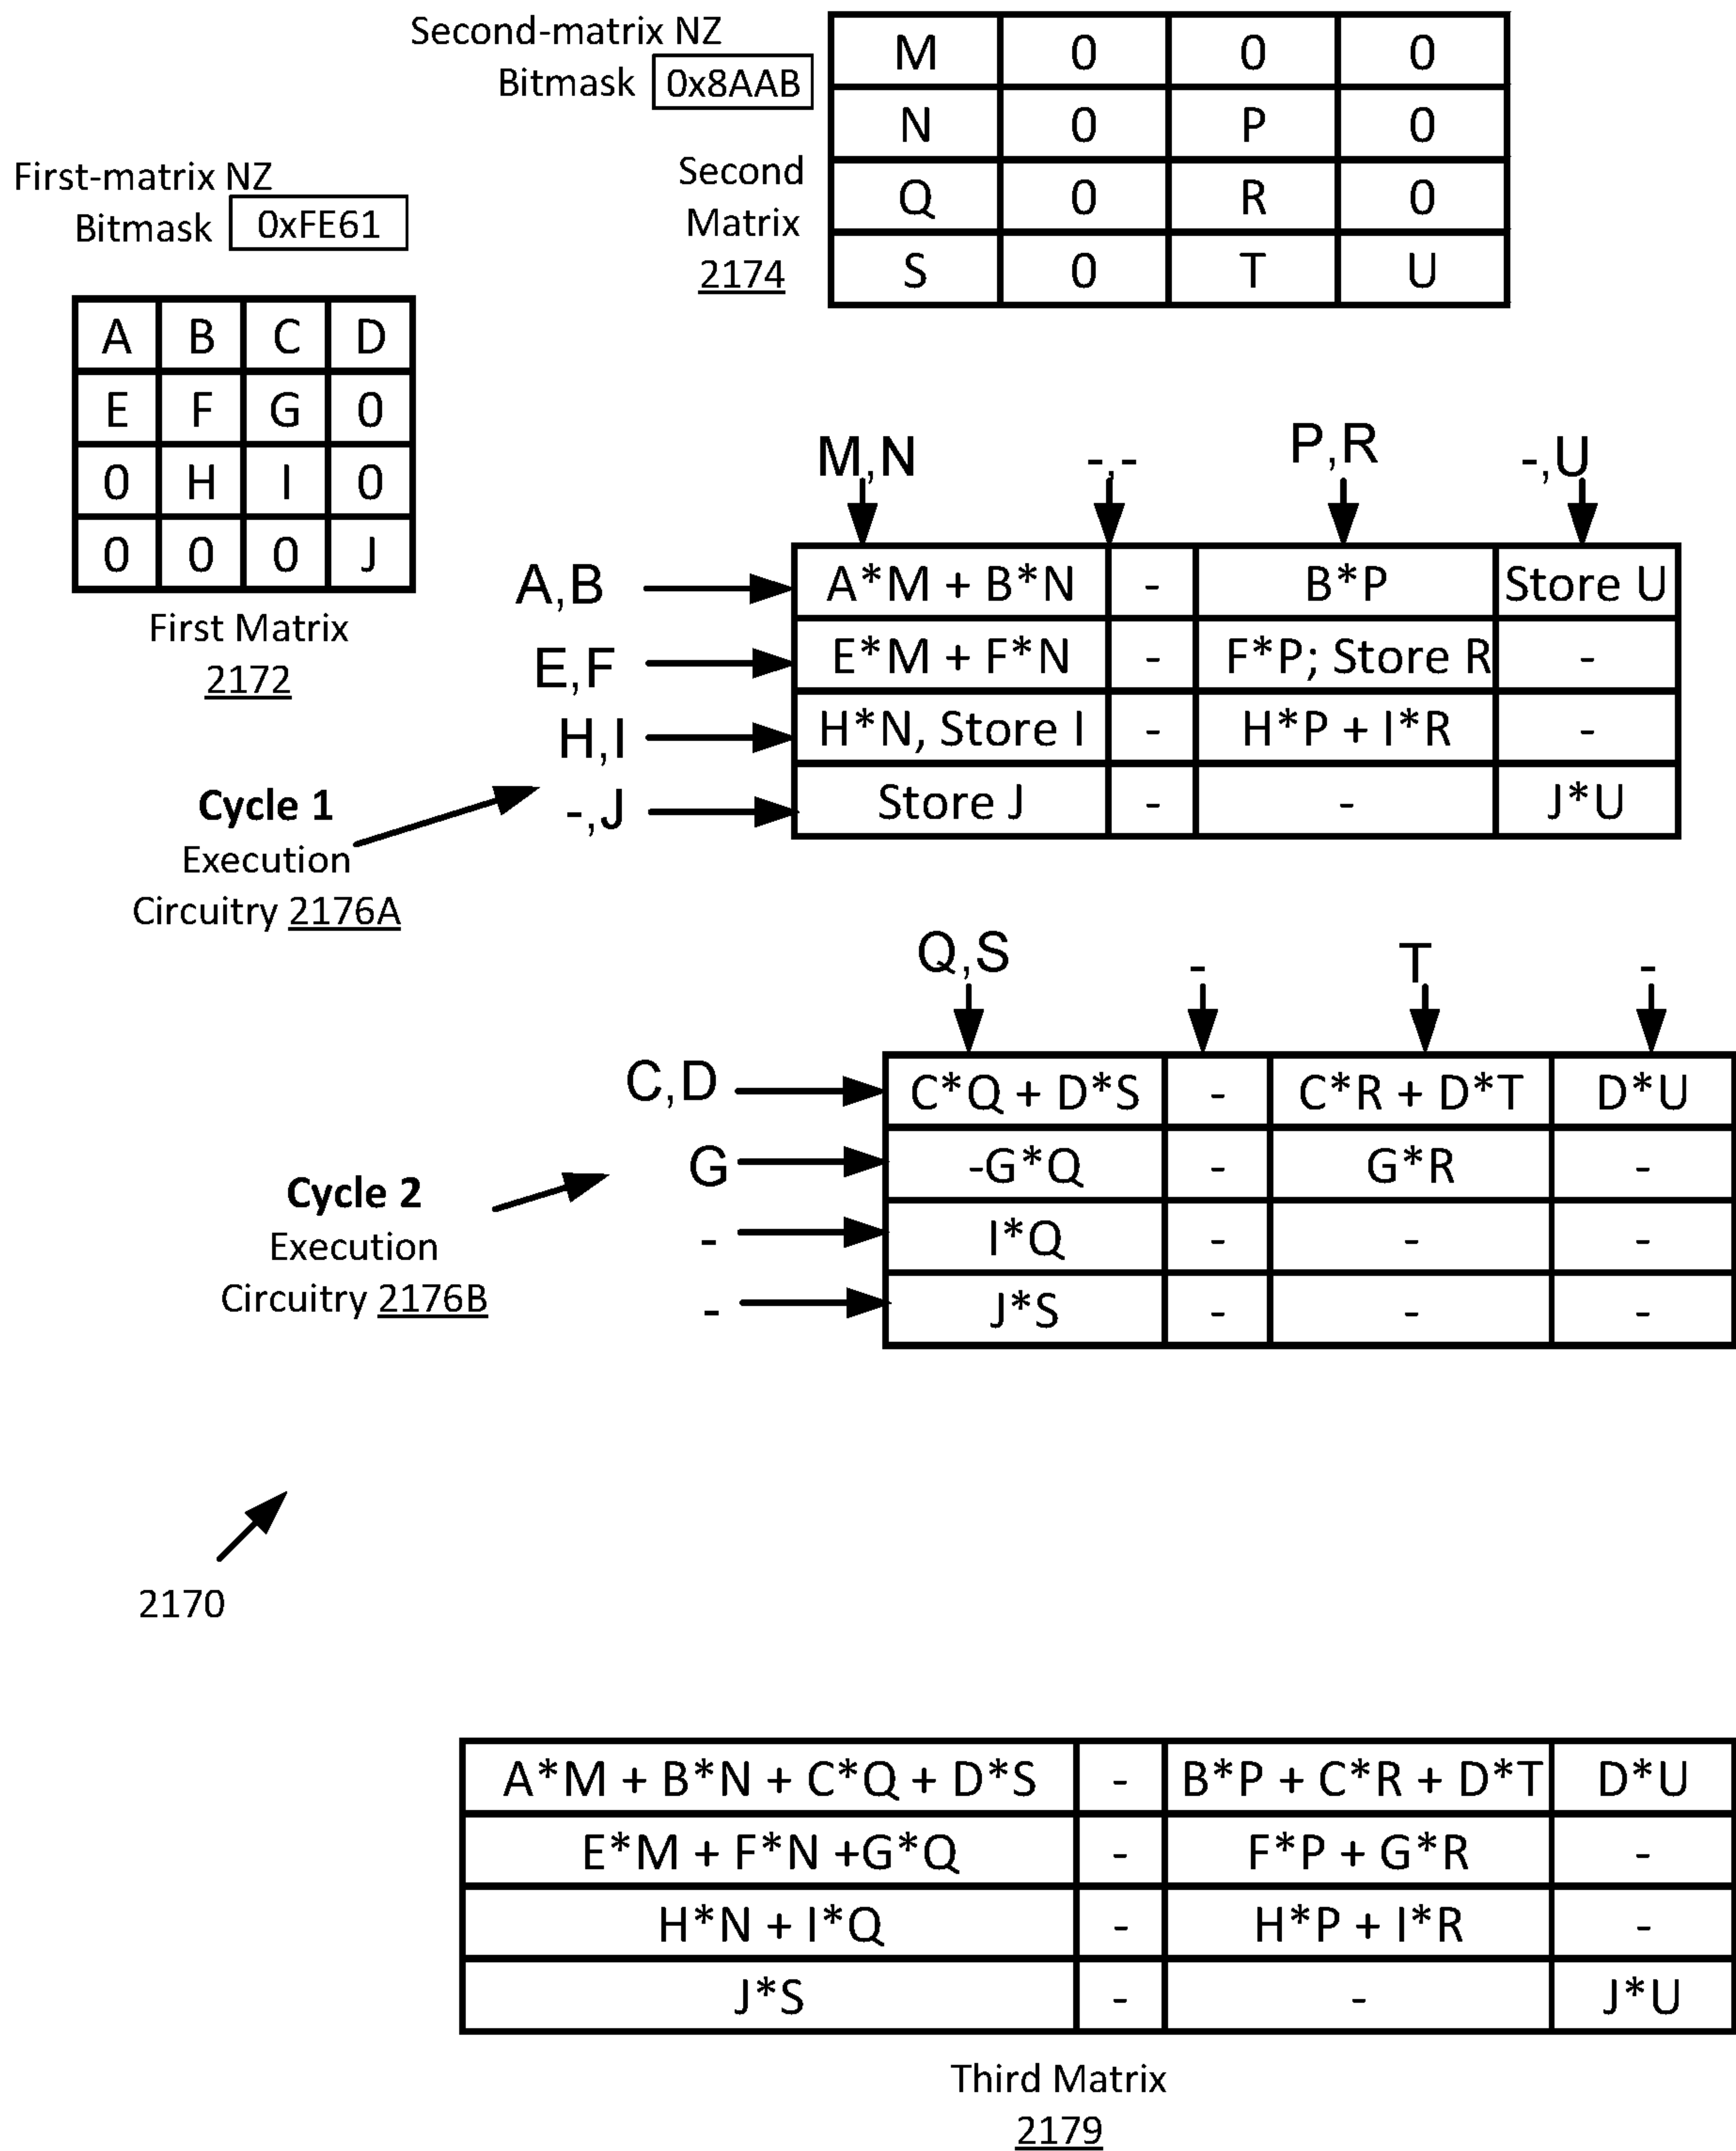 Second-matrix NZ
Bitmask 0x8AAB
M 0 0 0
N 0 P 0
Second
Matrix
2174
Q 0 R 0
S 0 T U
First-matrix NZ
Bitmask 0xFE61
A B C D
E F G 0
0 H I 0
0 0 0 J
First Matrix
2172
M,N -,- P,R -,U
A,B A*M + B*N - B*P Store U
E,F E*M + F*N - F*P; Store R -
H,I H*N, Store I - H*P + I*R -
-,J Store J - - J*U
Cycle 1
Execution
Circuitry 2176A
Q,S - T -
C,D C*Q + D*S - C*R + D*T D*U
G -G*Q - G*R -
- I*Q - - -
- J*S - - -
Cycle 2
Execution
Circuitry 2176B
2170
A*M + B*N + C*Q + D*S - B*P + C*R + D*T D*U
E*M + F*N +G*Q - F*P + G*R -
H*N + I*Q - H*P + I*R -
J*S - - J*U
Third Matrix
2179